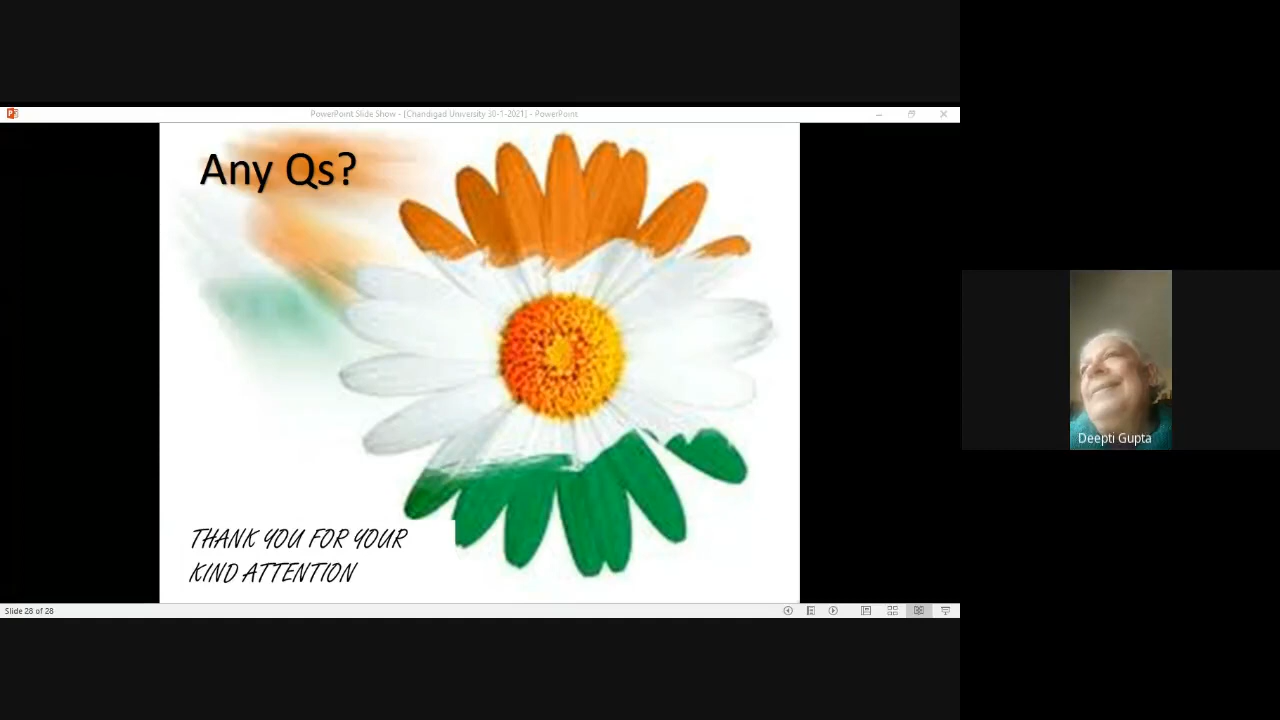 PowerPoint Slide Show - [Chandigad University 30-1-2021] - PowerPoint
Any Qs?
THANK YOU FOR YOUR
KIND ATTENTION
Deepti Gupta
Slide 28 of 28